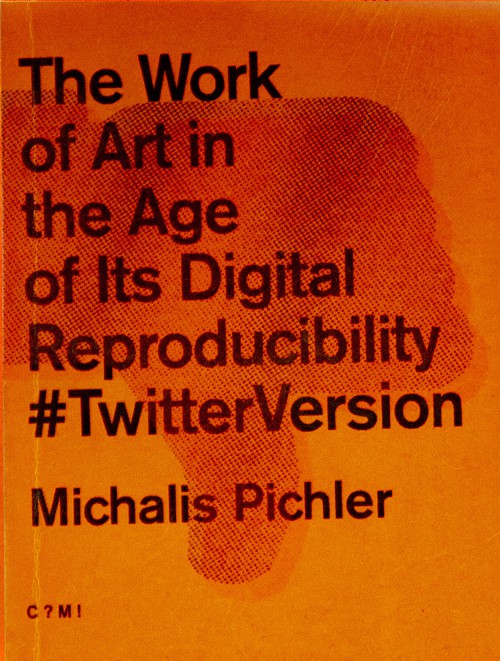 The Work
of Art in
the Age
of Its Digital
Reproducibility
#TwitterVersion
Michalis Pichler
C?M!